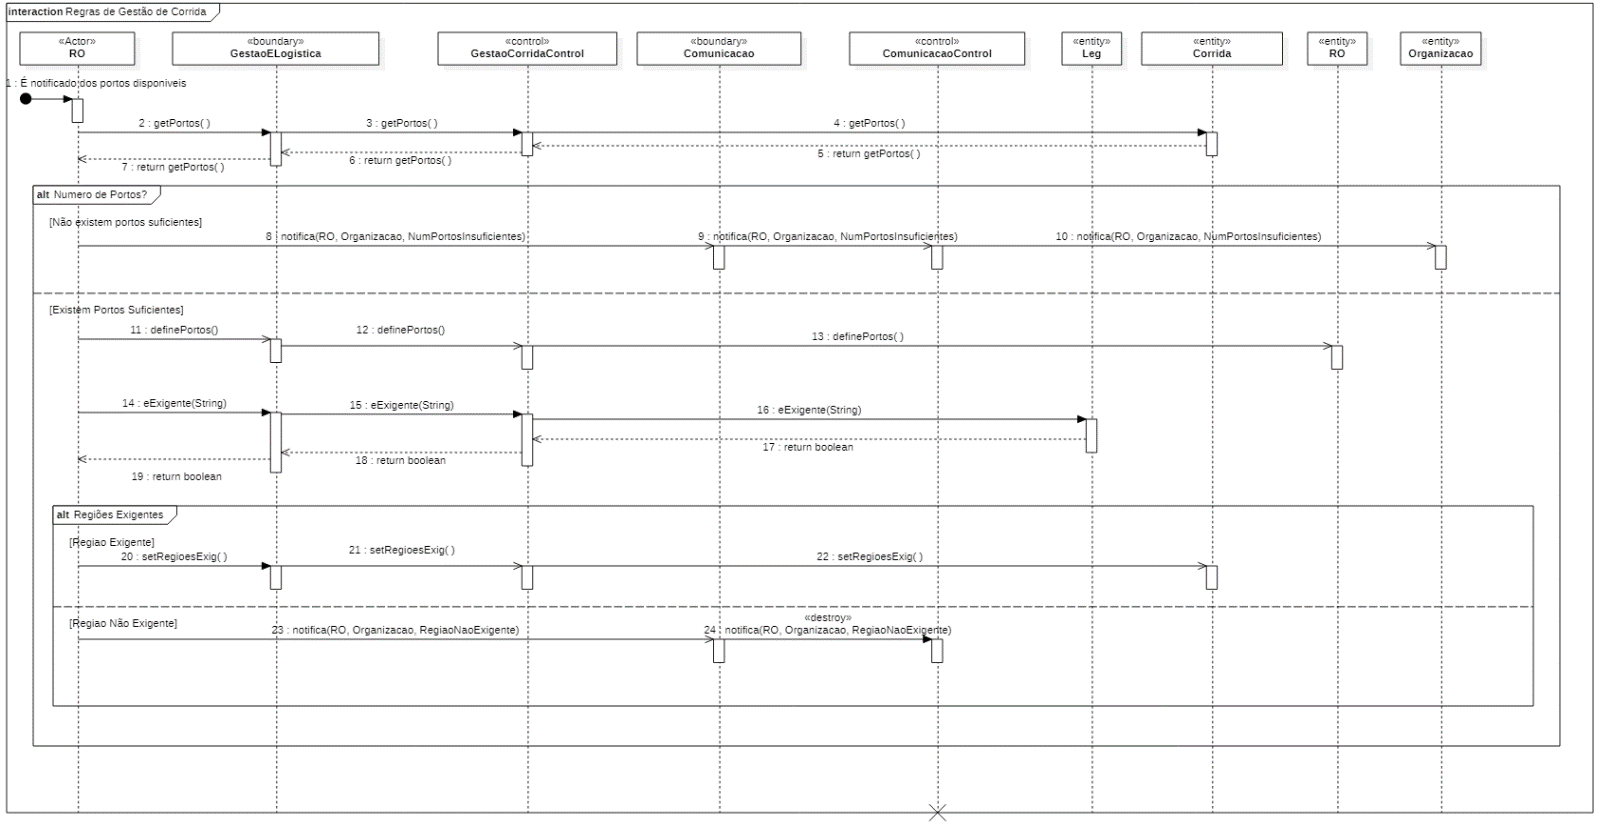 interaction Regras de Gestão de Corrida
«Actor»
RO
«boundary»
GestaoELogistica
«control»
GestaoCorridaControl
«boundary»
Comunicacao
«control»
ComunicacaoControl
«entity»
Leg
«entity»
Corrida
«entity»
RO
«entity»
Organizacao
1 : É notificado dos portos disponiveis
2 : getPortos( )
3 : getPortos( )
4 : getPortos( )
5 : return getPortos( )
6 : return getPortos( )
7 : return getPortos( )
alt Numero de Portos?
[Não existem portos suficientes]
8 : notifica(RO, Organizacao, NumPortosInsuficientes)
9 : notifica(RO, Organizacao, NumPortosInsuficientes)
10 : notifica(RO, Organizacao, NumPortosInsuficientes)
[Existem Portos Suficientes]
11 : definePortos()
12 : definePortos()
13 : definePortos( )
14 : eExigente(String)
15 : eExigente(String)
16 : eExigente(String)
17 : return boolean
18 : return boolean
19 : return boolean
alt Regiões Exigentes
[Regiao Exigente]
20 : setRegioesExig( )
21 : setRegioesExig( )
22 : setRegioesExig( )
[Regiao Não Exigente]
23 : notifica(RO, Organizacao, RegiaoNaoExigente)
«destroy»
24 : notifica(RO, Organizacao, RegiaoNaoExigente)